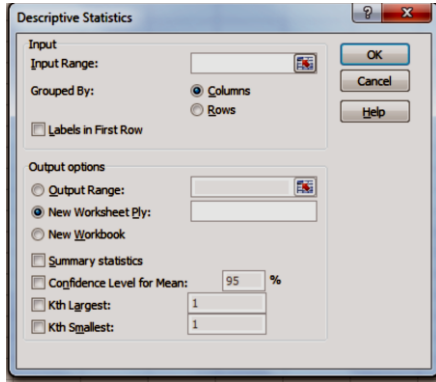 Descriptive Statistics
?
X
Input
Input Range:
Grouped By:
Columns
Rows
Labels in First Row
OK
Cancel
Help
Output options
Output Range:
New Worksheet Ply:
New Workbook
Summary statistics
Confidence Level for Mean: 95 %
Kth Largest: 1
Kth Smallest: 1